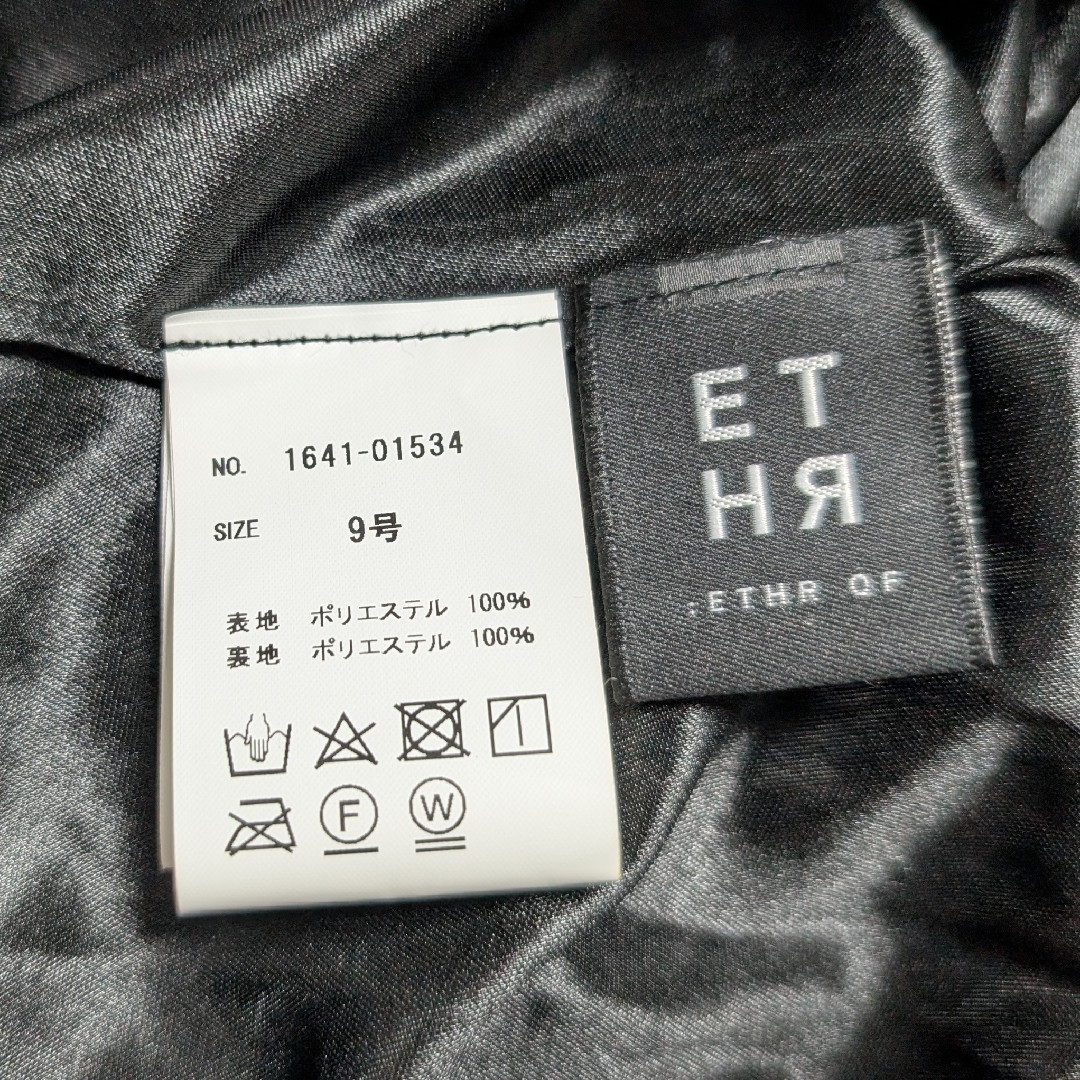 NO. 1641-01534
SIZE 9号
表地 ポリエステル 100%
裏地 ポリエステル 100%
F W
ET
HЯ
:ETHR OF